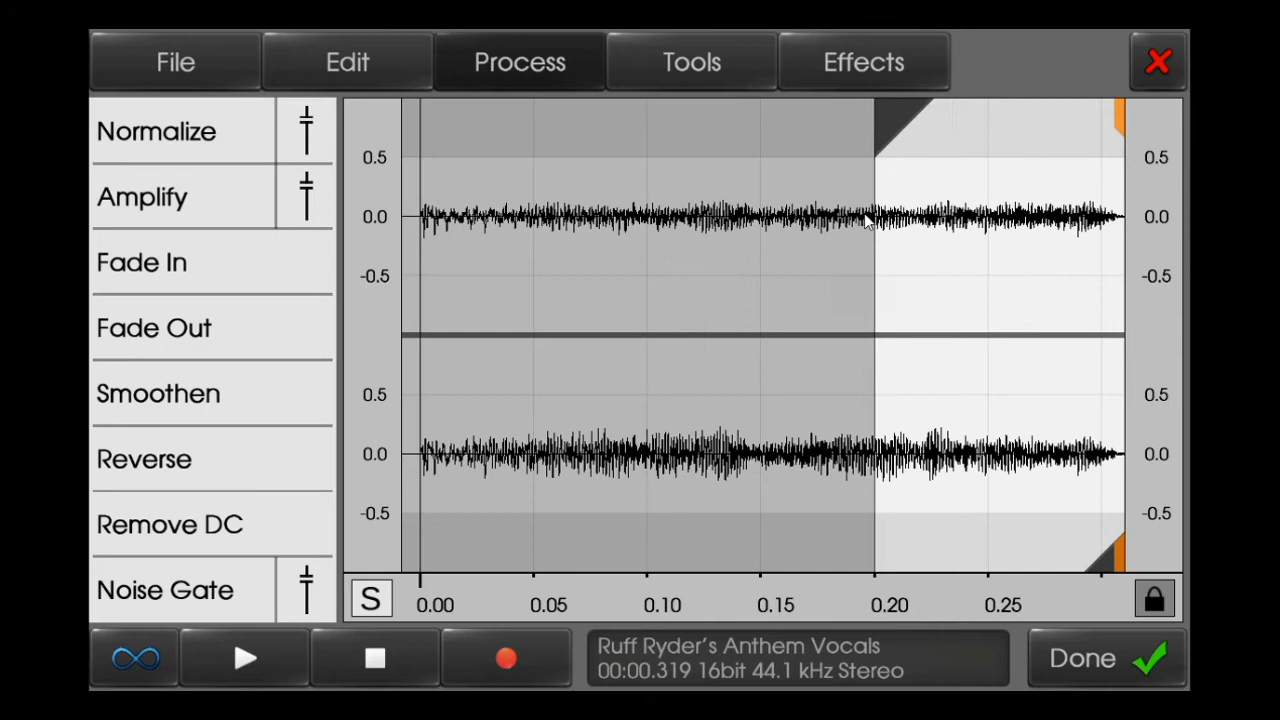 File Edit Process Tools Effects
Normalize
Amplify
Fade In
Fade Out
Smoothen
Reverse
Remove DC
Noise Gate
0.5 0.5
0.0 0.0
-0.5 -0.5
0.5 0.5
0.0 0.0
-0.5 -0.5
S 0.00 0.05 0.10 0.15 0.20 0.25
Ruff Ryder's Anthem Vocals
00:00.319 16bit 44.1 kHz Stereo
Done